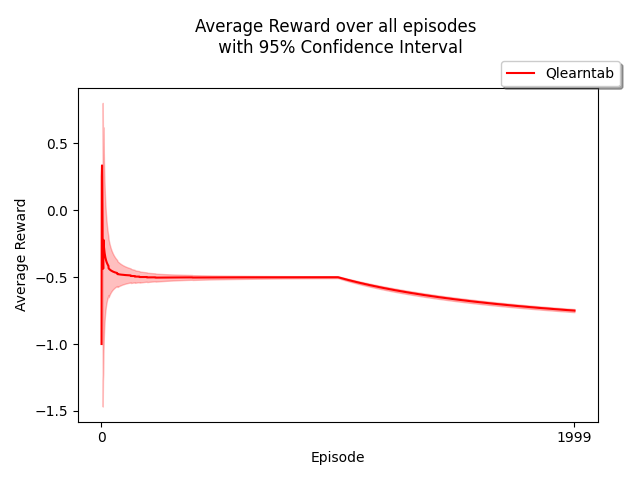 Average Reward over all episodes
with 95% Confidence Interval
Qlearntab
Average Reward
0.5
0.0
−0.5
−1.0
−1.5
0
1999
Episode